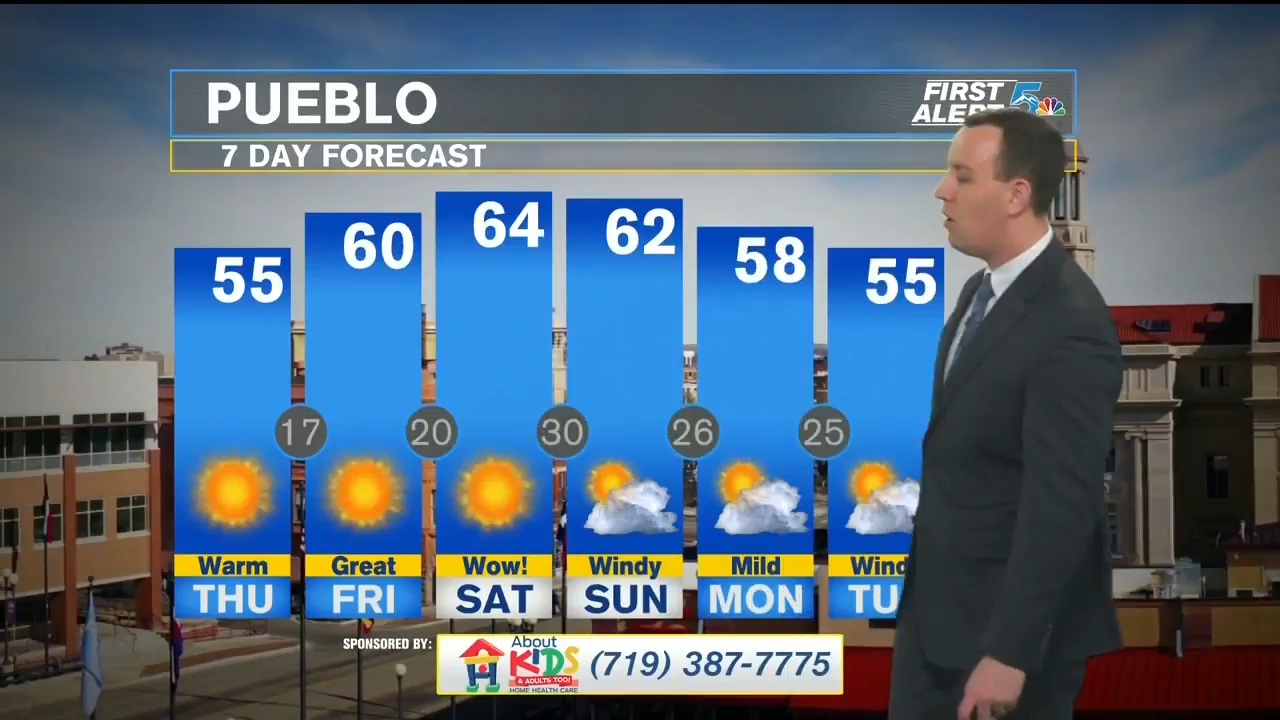 PUEBLO
FIRST
5
7 DAY FORECAST
55 60 64 62 58 55
17 20 30 26 25
Warm Great Wow! Windy Mild
THU FRI SAT SUN MON
SPONSORED BY:
About
KiDS
& ADULTS TOO!
HOME HEALTH CARE
(719) 387-7775